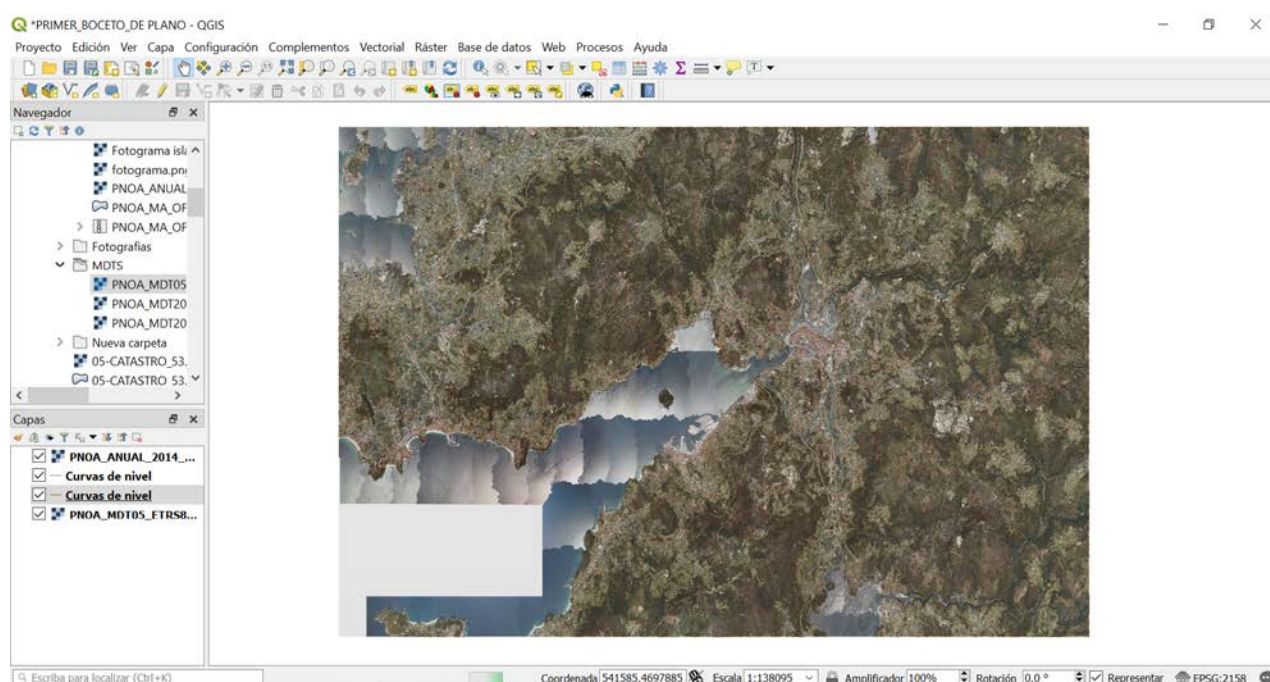 *PRIMER_BOCETO_DE PLANO - QGIS
Proyecto Edición Ver Capa Configuración Complementos Vectorial Ráster Base de datos Web Procesos Ayuda
Navegador
Fotograma isla
fotograma.png
PNOA_ANUAL
PNOA_MA_OF
PNOA_MA_OF
Fotografias
MDTS
PNOA_MDT05
PNOA_MDT20
PNOA_MDT20
Nueva carpeta
05-CATASTRO_53.
05-CATASTRO 53.
Capas
PNOA_ANUAL_2014_...
Curvas de nivel
Curvas de nivel
PNOA_MDT05_ETRS8...
Escriba para localizar (Ctrl+K) Coordenada 541585,4697885 Escala 1:138095 Amplificador 100% Rotación 0,0 ° Representar EPSG:2158